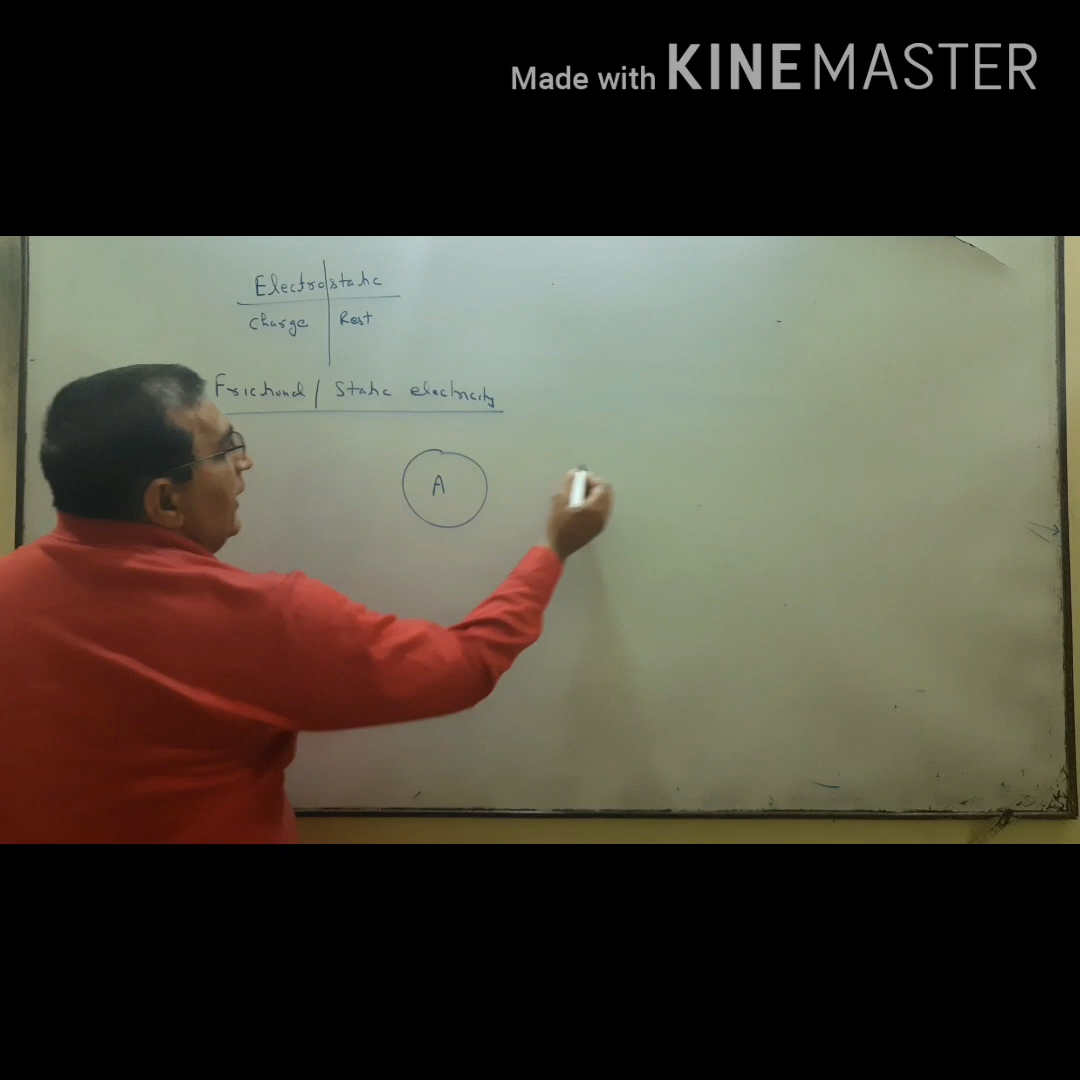 Made with KINEMASTER
Electrostatic
Charge Rest
Frictional / Static electricity
A